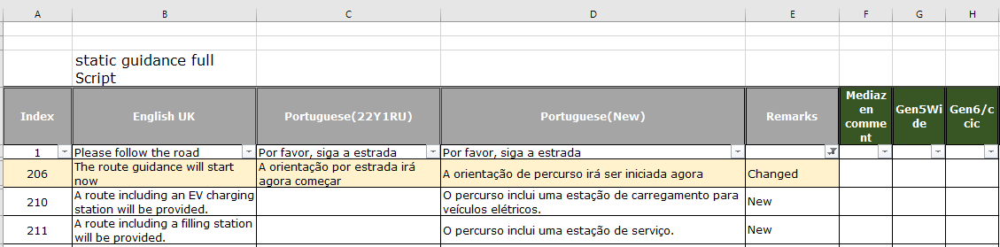 A B C D E F G H
static guidance full
Script
Index English UK Portuguese(22Y1RU) Portuguese(New) Remarks Mediaz
en
comme
nt Gen5Wi
de Gen6/c
cic
1 Please follow the road Por favor, siga a estrada Por favor, siga a estrada
206 The route guidance will start
now A orientação por estrada irá
agora começar A orientação de percurso irá ser iniciada agora Changed
210 A route including an EV charging
station will be provided. O percurso inclui uma estação de carregamento para
veículos elétricos. New
211 A route including a filling station
will be provided. O percurso inclui uma estação de serviço. New